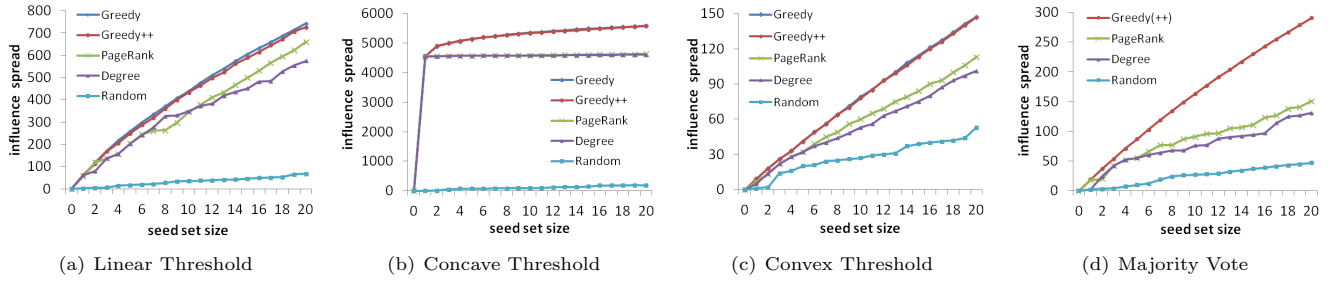 influence spread
800
700
600
500
400
300
200
100
0
Greedy
Greedy++
PageRank
Degree
Random
0 2 4 6 8 10 12 14 16 18 20
seed set size
(a) Linear Threshold
influence spread
6000
5000
4000
3000
2000
1000
0
Greedy
Greedy++
PageRank
Degree
Random
0 2 4 6 8 10 12 14 16 18 20
seed set size
(b) Concave Threshold
influence spread
150
120
90
60
30
0
Greedy
Greedy++
PageRank
Degree
Random
0 2 4 6 8 10 12 14 16 18 20
seed set size
(c) Convex Threshold
influence spread
300
250
200
150
100
50
0
Greedy(++)
PageRank
Degree
Random
0 2 4 6 8 10 12 14 16 18 20
seed set size
(d) Majority Vote